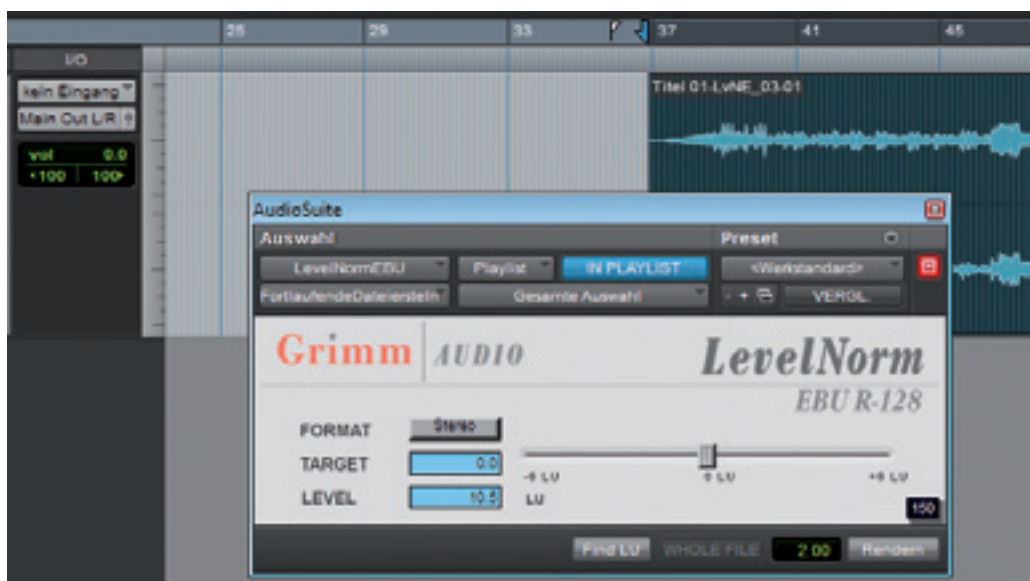 25 29 33 37 41 45
I/O
kein Eingang
Main Out L/R
Titel 01-LvNE_03-01
vol 0.0
<100 100>
AudioSuite
Auswahl Preset
LevelNormEBU Playlist IN PLAYLIST <Werkstandard>
FortlaufendeDateierstelln Gesamte Auswahl - + VERGL.
Grimm AUDIO LevelNorm
EBU R-128
FORMAT Stereo
TARGET 0.0
-6 LU 0 LU +6 LU
LEVEL 10.5 LU
150
Find LU WHOLE FILE 2.00 Rendern